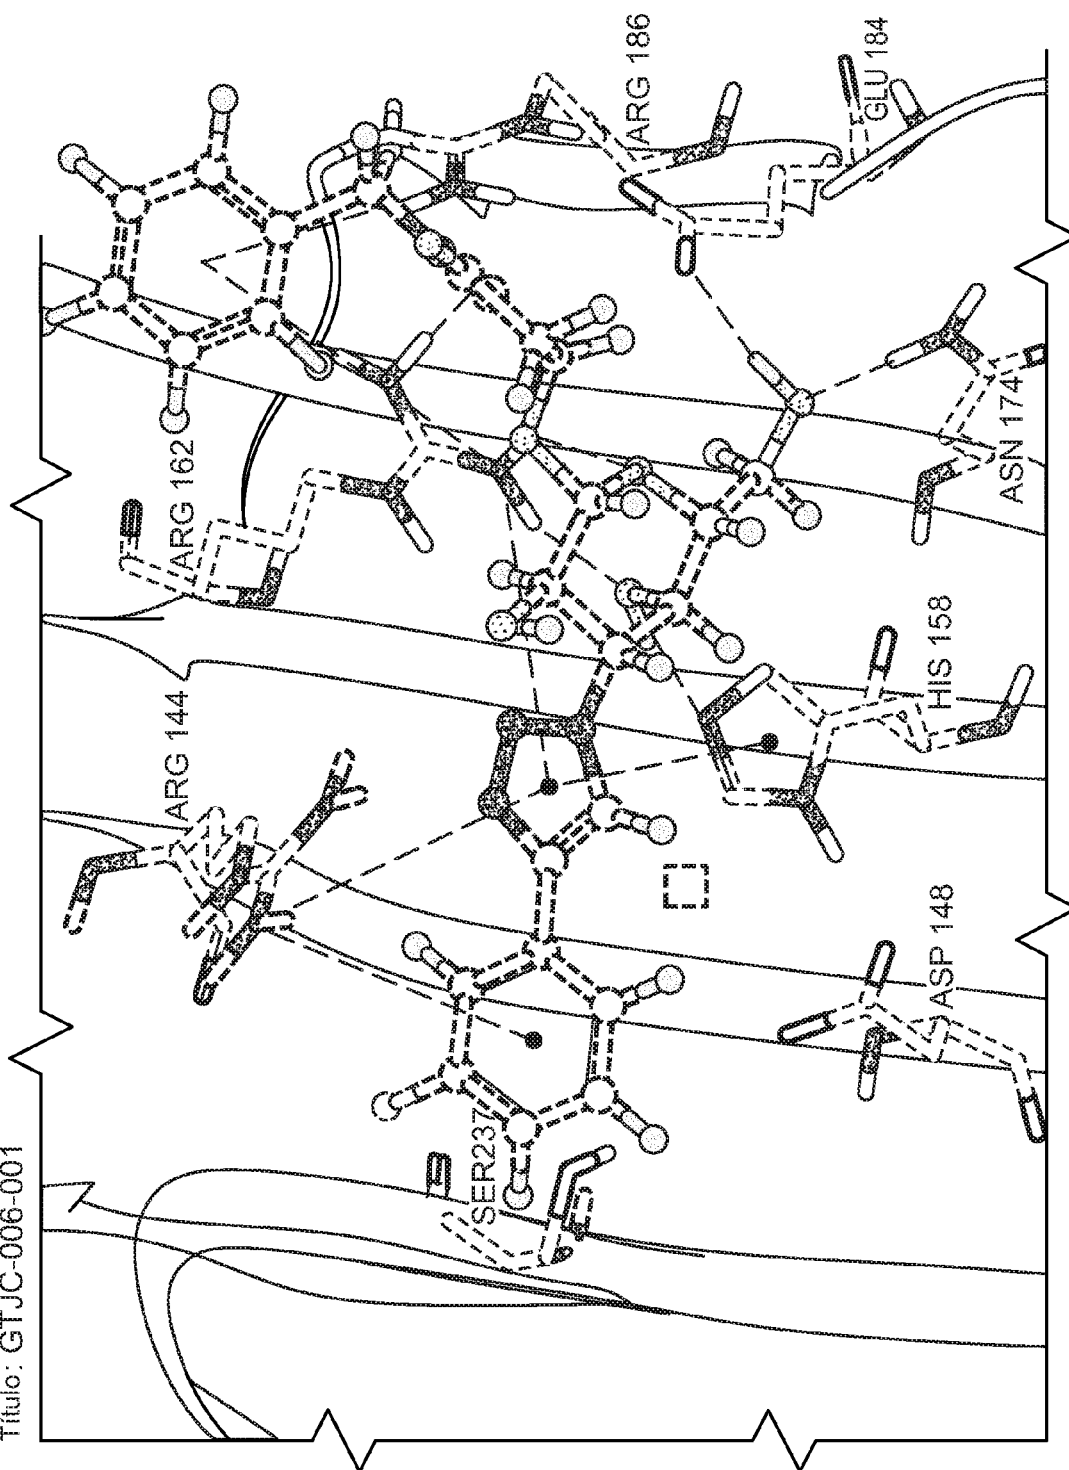 Título: GTJC-006-001
SER237
ARG 144
ARG 162
ARG 186
GLU 184
ASN 174
HIS 158
ASP 148